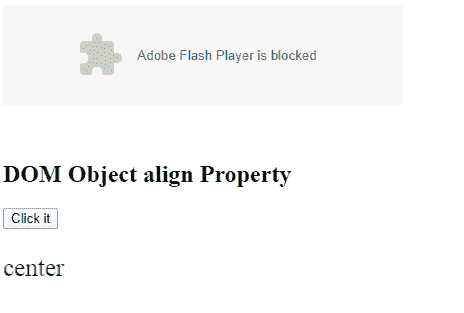 Adobe Flash Player is blocked
DOM Object align Property
Click it
center